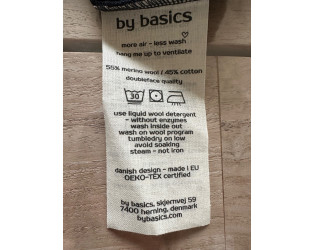 by basics
more air - less wash
hang me up to ventilate
55% merino wool / 45% cotton
doubleface quality
30
use liquid wool detergent
- without enzymes
wash inside out
wash on wool program
tumbledry on low
avoid soaking
steam - not iron
danish design - made i EU
OEKO-TEX certified
by basics, skjernvej 59
7400 herning, denmark
bybasics.com